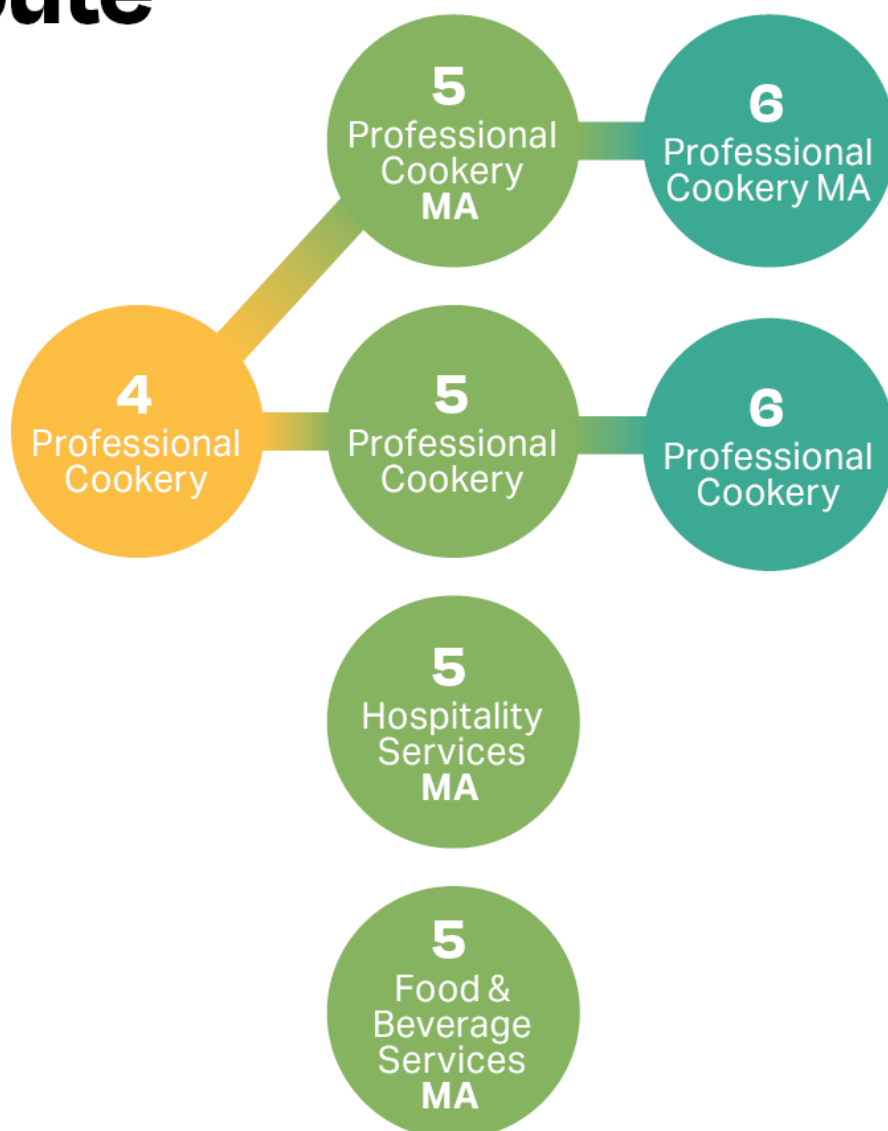 5
Professional
Cookery
MA
6
Professional
Cookery MA
4
Professional
Cookery
5
Professional
Cookery
6
Professional
Cookery
5
Hospitality
Services
MA
5
Food &
Beverage
Services
MA